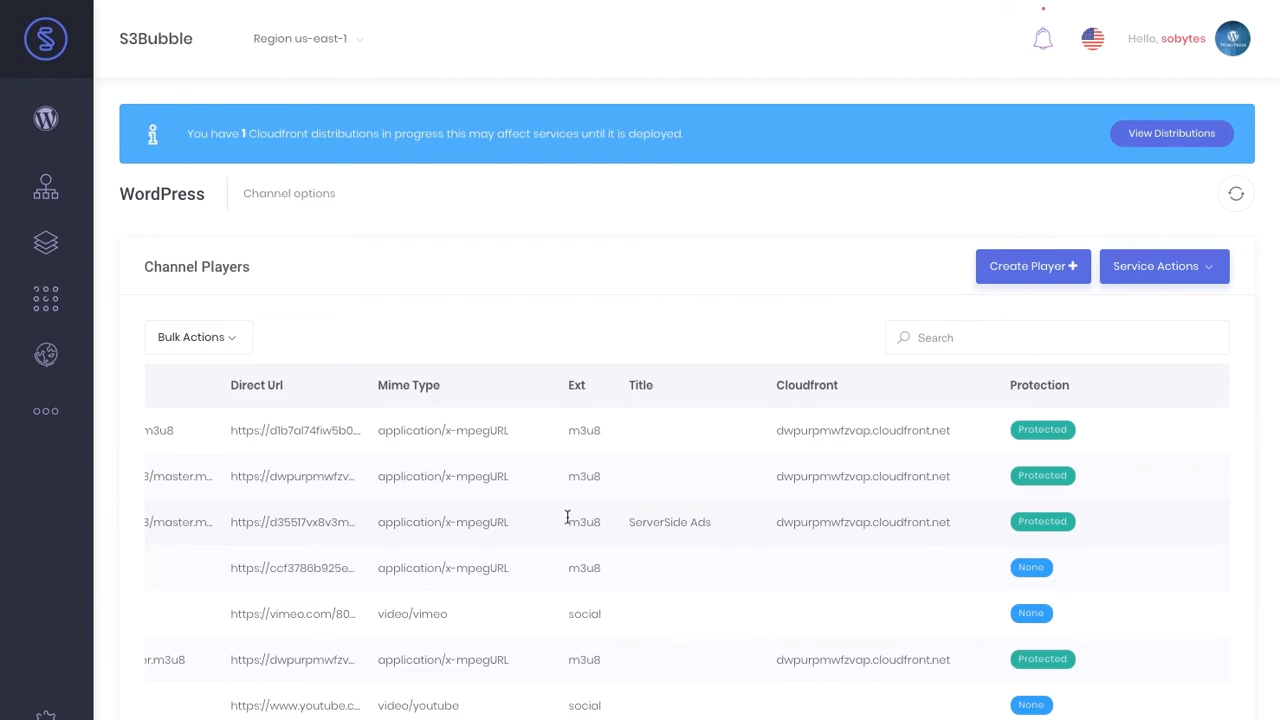 S3Bubble
Region us-east-1
Hello, sobytes
You have 1 Cloudfront distributions in progress this may affect services until it is deployed.
View Distributions
WordPress
Channel options
Channel Players
Create Player
Service Actions
Bulk Actions
Search
Direct Url Mime Type Ext Title Cloudfront Protection
m3u8 https://d1b7al74fiw5b0... application/x-mpegURL m3u8 dwpurpmwfzvap.cloudfront.net Protected
3/master.m... https://dwpurpmwfzv... application/x-mpegURL m3u8 dwpurpmwfzvap.cloudfront.net Protected
3/master.m... https://d35517vx8v3m... application/x-mpegURL m3u8 ServerSide Ads dwpurpmwfzvap.cloudfront.net Protected
https://ccf3786b925e... application/x-mpegURL m3u8 None
https://vimeo.com/80... video/vimeo social None
er.m3u8 https://dwpurpmwfzv... application/x-mpegURL m3u8 dwpurpmwfzvap.cloudfront.net Protected
https://www.youtube.c... video/youtube social None